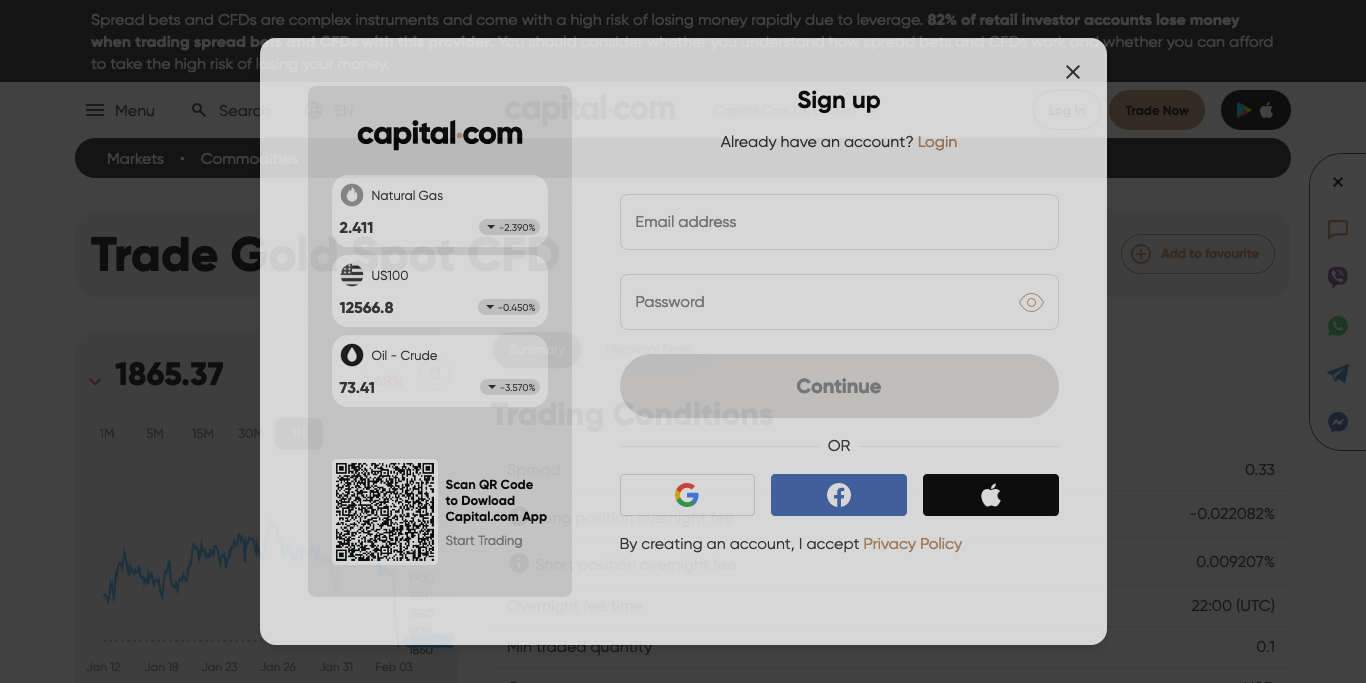 Spread bets and CFDs are complex instruments and come with a high risk of losing money rapidly due to leverage. 82% of retail investor accounts lose money
when trading spread bets and CFDs with this provider. You should consider whether you understand how spread bets and CFDs work and whether you can afford
to take the high risk of losing your money.
Menu
Search
EN
capital.com
Log In
Trade Now
Markets • Commodities
Trade Gold Spot CFD
Add to favourite
1865.37
1M 5M 15M 30M 1H
Summary
Historical Data
Trading Conditions
Spread
0.33
Long position overnight fee
-0.022082%
Short position overnight fee
0.009207%
Overnight fee time
22:00 (UTC)
Min traded quantity
0.1
1900
1890
1880
1860
Jan 12 Jan 18 Jan 23 Jan 26 Jan 31 Feb 03
capital.com
Natural Gas
2.411
-2.390%
US100
12566.8
-0.450%
Oil - Crude
73.41
-3.570%
Scan QR Code
to Dowload
Capital.com App
Start Trading
Sign up
Already have an account? Login
Email address
Password
Continue
OR
By creating an account, I accept Privacy Policy